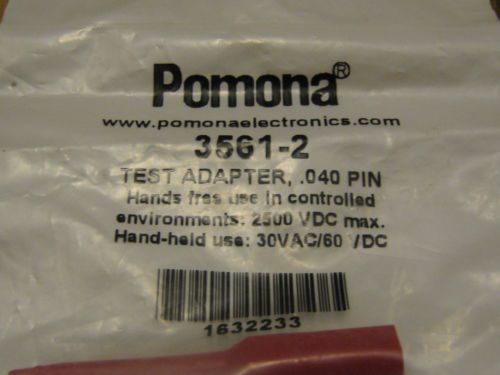 Pomona®
www.pomonaelectronics.com
3561-2
TEST ADAPTER, .040 PIN
Hands free use in controlled
environments: 2500 VDC max.
Hand-held use: 30VAC/60 VDC
1632233